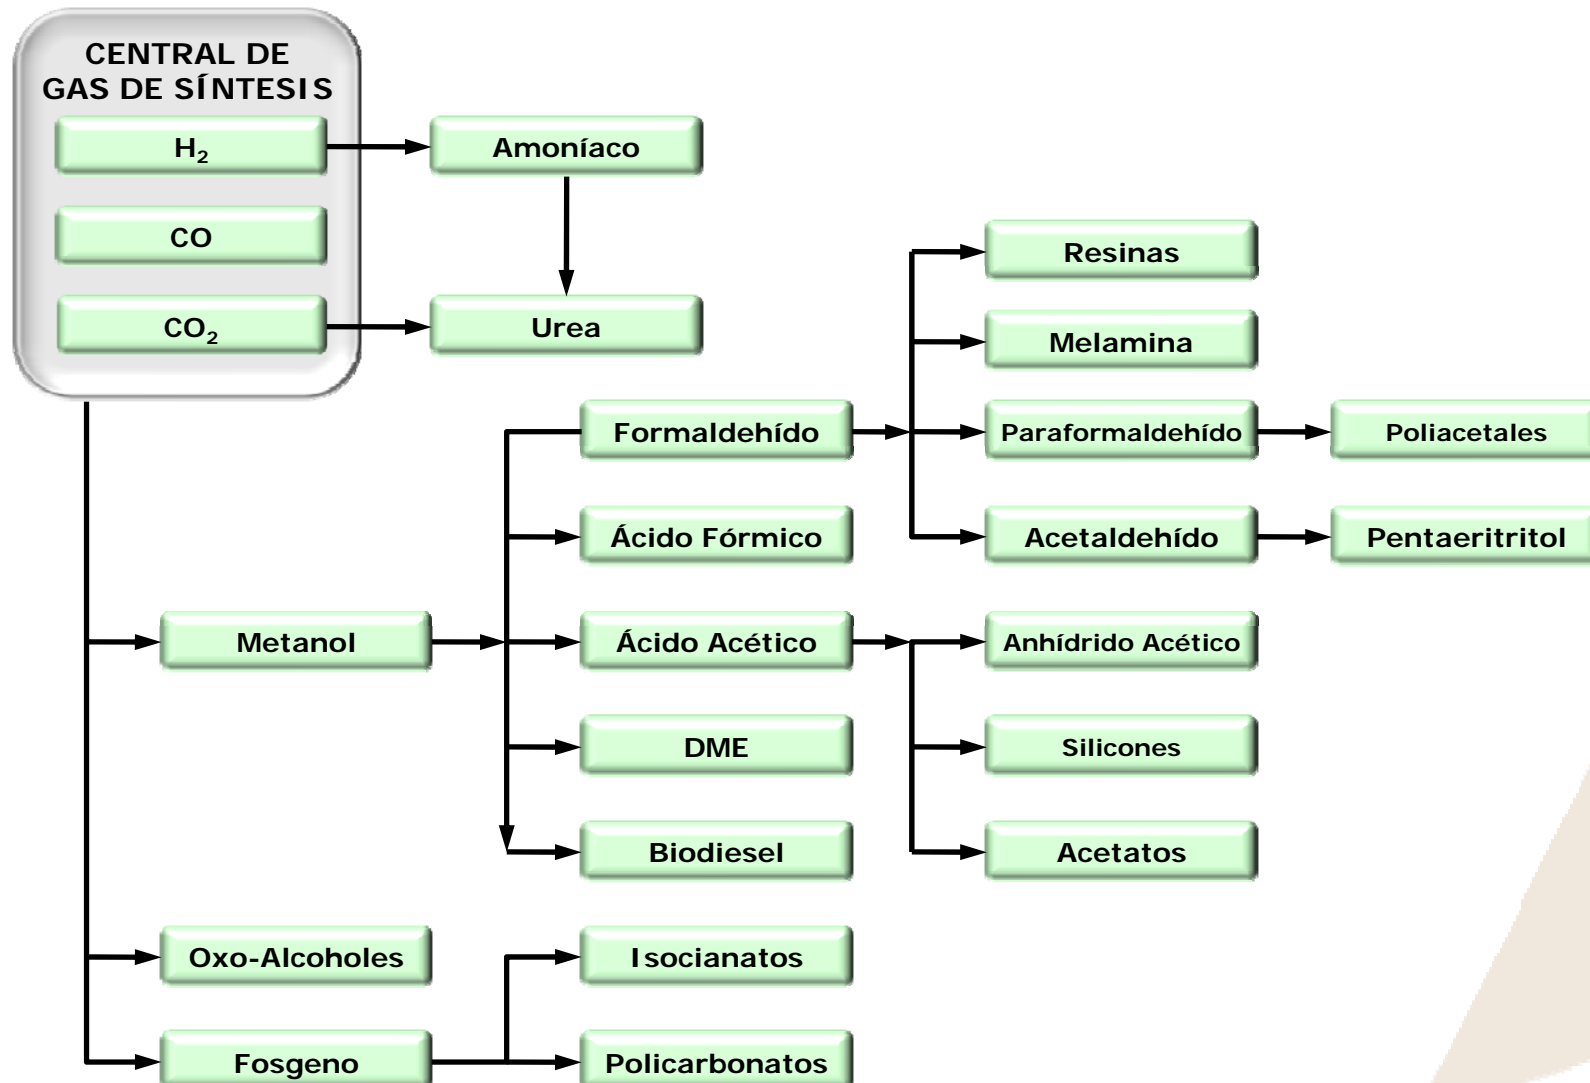 CENTRAL DE
GAS DE SÍNTESIS
H₂
Amoníaco
CO
CO₂
Urea
Resinas
Melamina
Formaldehído
Paraformaldehído
Poliacetales
Ácido Fórmico
Acetaldehído
Pentaeritritol
Metanol
Ácido Acético
Anhídrido Acético
DME
Silicones
Biodiesel
Acetatos
Oxo-Alcoholes
Isocianatos
Fosgeno
Policarbonatos